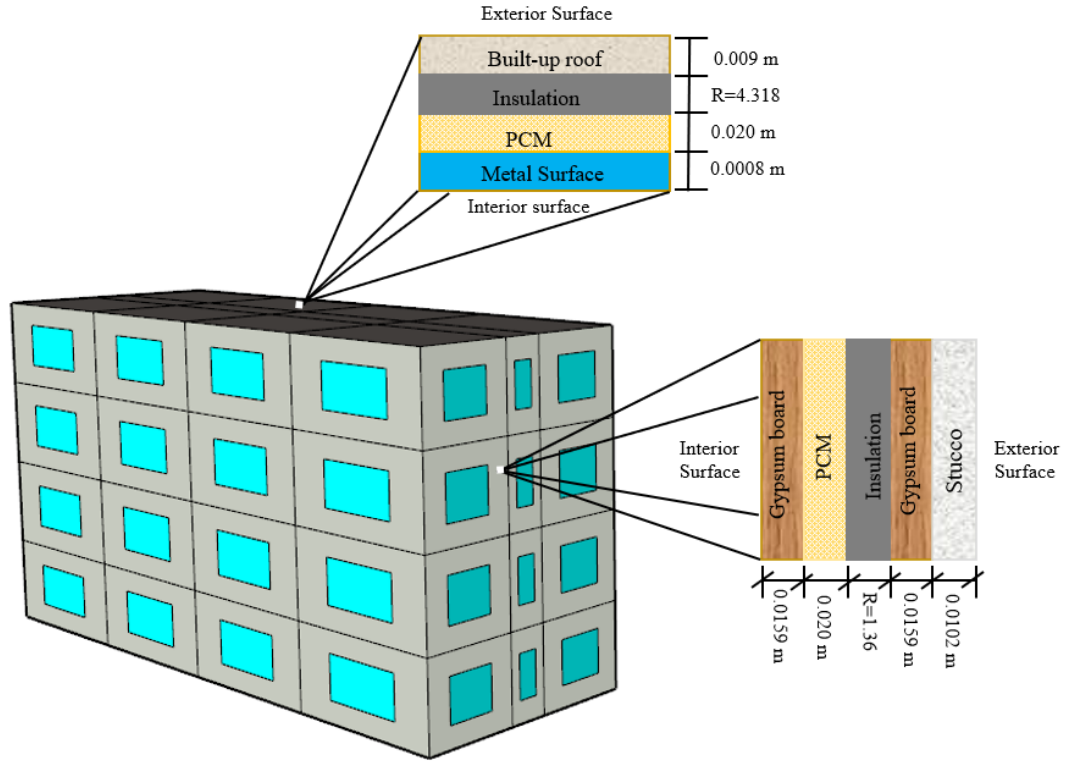 Exterior Surface
Built-up roof
0.009 m
Insulation
R=4.318
PCM
0.020 m
Metal Surface
0.0008 m
Interior surface
Interior
Surface
Gypsum board
PCM
Insulation
Gypsum board
Stucco
Exterior
Surface
0.0159 m
0.020 m
R=1.36
0.0159 m
0.0102 m